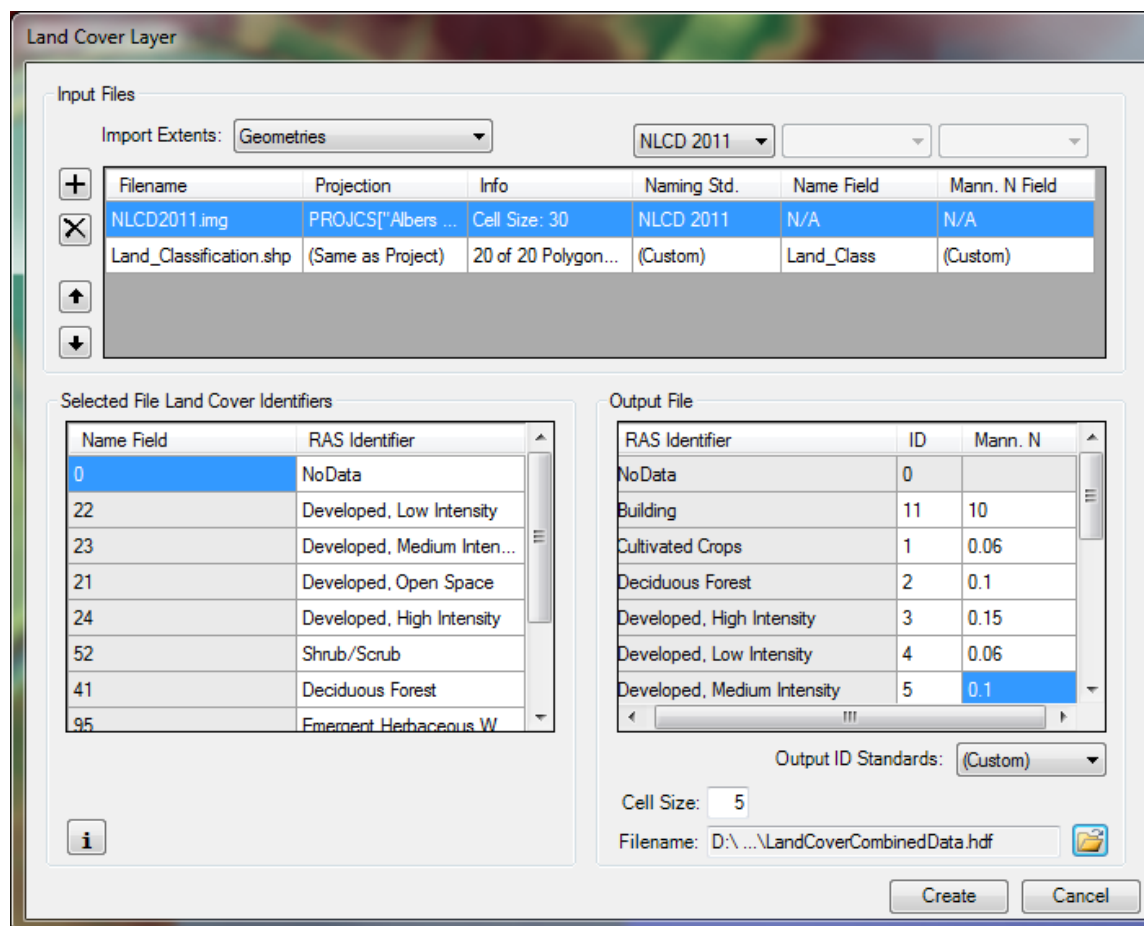 Land Cover Layer
Input Files
Import Extents: Geometries NLCD 2011
Filename Projection Info Naming Std. Name Field Mann. N Field
NLCD2011.img PROJCS["Albers ... Cell Size: 30 NLCD 2011 N/A N/A
Land_Classification.shp (Same as Project) 20 of 20 Polygon... (Custom) Land_Class (Custom)
Selected File Land Cover Identifiers
Name Field RAS Identifier
0 NoData
22 Developed, Low Intensity
23 Developed, Medium Inten...
21 Developed, Open Space
24 Developed, High Intensity
52 Shrub/Scrub
41 Deciduous Forest
95 Emergent Herbaceous W
Output File
RAS Identifier ID Mann. N
NoData 0
Building 11 10
Cultivated Crops 1 0.06
Deciduous Forest 2 0.1
Developed, High Intensity 3 0.15
Developed, Low Intensity 4 0.06
Developed, Medium Intensity 5 0.1
Output ID Standards: (Custom)
Cell Size: 5
Filename: D:\ ...\LandCoverCombinedData.hdf
i
Create Cancel